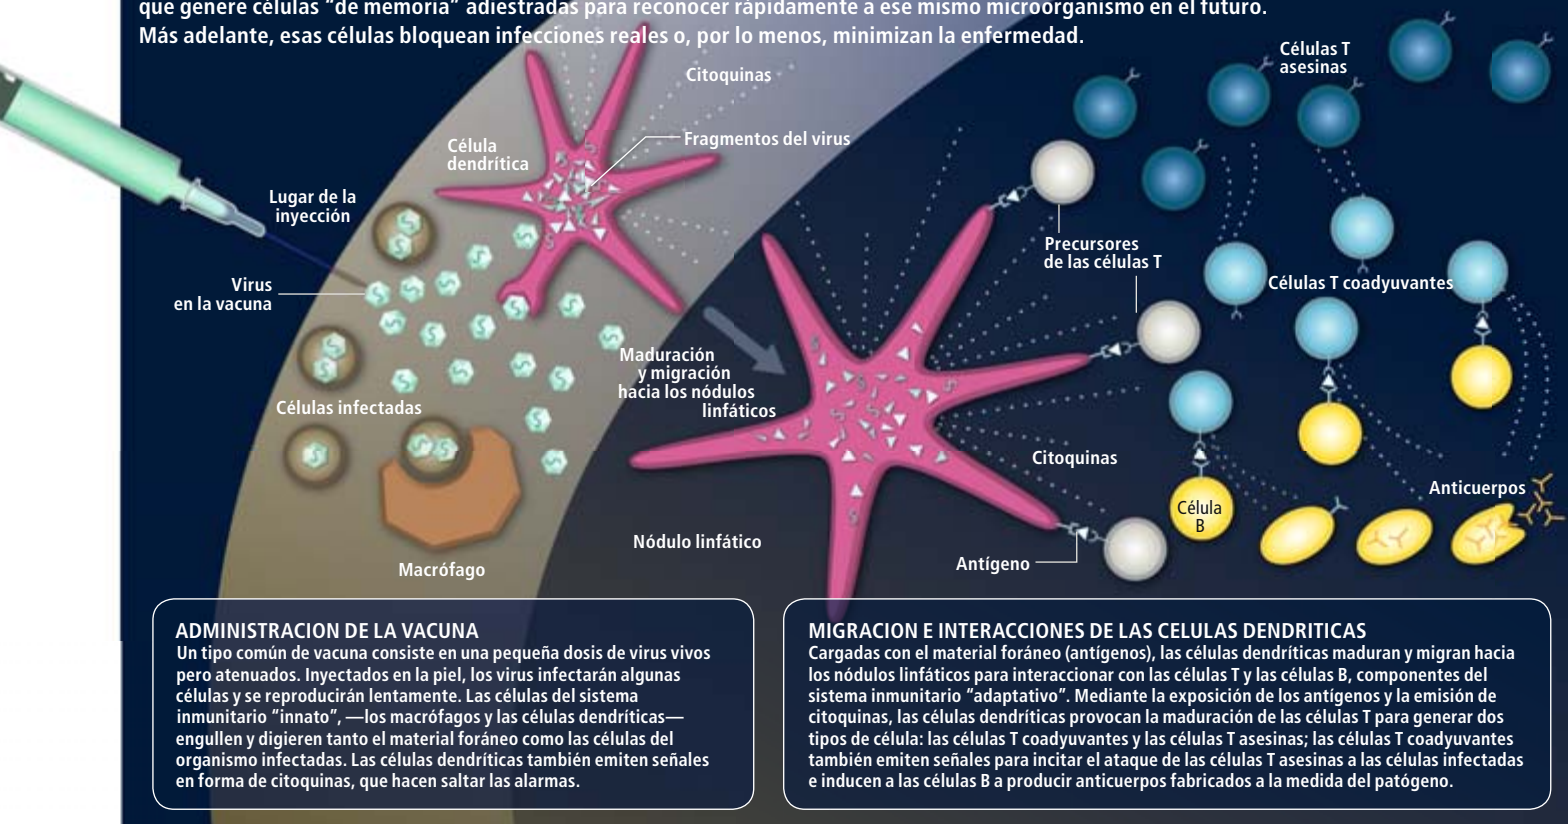 que genere células “de memoria” adiestradas para reconocer rápidamente a ese mismo microorganismo en el futuro.
Más adelante, esas células bloquean infecciones reales o, por lo menos, minimizan la enfermedad.
Citoquinas
Células T
asesinas
Célula
dendrítica
Fragmentos del virus
Lugar de la
inyección
Precursores
de las células T
Virus
en la vacuna
Células T coadyuvantes
Maduración
y migración
hacia los nódulos
linfáticos
Células infectadas
Citoquinas
Anticuerpos
Célula
B
Nódulo linfático
Antígeno
Macrófago
ADMINISTRACION DE LA VACUNA
Un tipo común de vacuna consiste en una pequeña dosis de virus vivos
pero atenuados. Inyectados en la piel, los virus infectarán algunas
células y se reproducirán lentamente. Las células del sistema
inmunitario “innato”, —los macrófagos y las células dendríticas—
engullen y digieren tanto el material foráneo como las células del
organismo infectadas. Las células dendríticas también emiten señales
en forma de citoquinas, que hacen saltar las alarmas.
MIGRACION E INTERACCIONES DE LAS CELULAS DENDRITICAS
Cargadas con el material foráneo (antígenos), las células dendríticas maduran y migran hacia
los nódulos linfáticos para interaccionar con las células T y las células B, componentes del
sistema inmunitario “adaptativo”. Mediante la exposición de los antígenos y la emisión de
citoquinas, las células dendríticas provocan la maduración de las células T para generar dos
tipos de célula: las células T coadyuvantes y las células T asesinas; las células T coadyuvantes
también emiten señales para incitar el ataque de las células T asesinas a las células infectadas
e inducen a las células B a producir anticuerpos fabricados a la medida del patógeno.